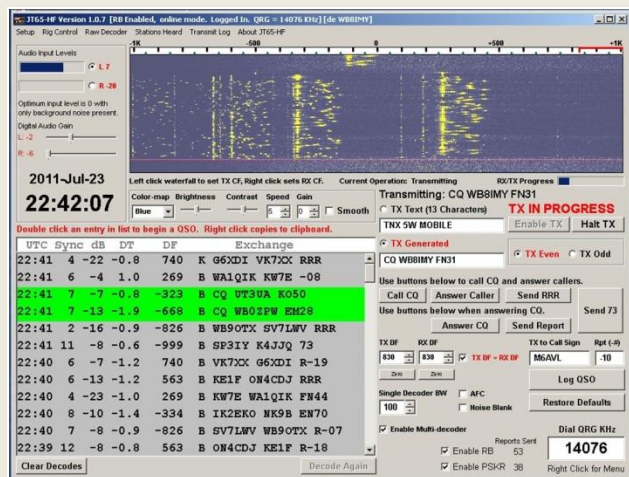 JT65-HF Version 1.0.7 [RB Enabled, online mode. Logged In. QRG = 14076 KHz] [de WB8IMY]
Setup Rig Control Raw Decoder Stations Heard Transmit Log About JT65-HF
-1K -500 0 +500 +1K
Audio Input Levels
L 7
R -20
Optimum input level is 0 with
only background noise present.
Digital Audio Gain
L: -2
R: -6
2011-Jul-23
22:42:07
Left click waterfall to set TX CF, Right click sets RX CF. Current Operation: Transmitting RX/TX Progress
Color-map Brightness Contrast Speed Gain
Blue 5 0 Smooth
Double click an entry in list to begin a QSO. Right click copies to clipboard.
UTC Sync dB DT DF Exchange
22:41 4 -22 -0.8 740 K G6XDI VK7XX RRR
22:41 6 -4 1.0 269 B WA1QIK KW7E -08
22:41 7 -7 -0.8 -323 B CQ UT3UA KO50
22:41 7 -13 -1.9 -668 B CQ WB0ZPW EM28
22:41 2 -16 -0.9 -826 B WB9OTX SV7LWV RRR
22:41 11 -8 -0.6 -999 B SP3IY K4JJQ 73
22:40 6 -7 -1.2 740 B VK7XX G6XDI R-19
22:40 6 -13 -1.2 563 B KE1F ON4CDJ RRR
22:40 4 -23 -1.0 269 B KW7E WA1QIK FN44
22:40 8 -10 -1.4 -334 B IK2EKO NK9B EN70
22:40 7 -8 -0.9 -826 B SV7LWV WB9OTX R-07
22:39 12 -8 -0.8 563 B ON4CDJ KE1F R-18
Clear Decodes Decode Again
Transmitting: CQ WB8IMY FN31
TX Text (13 Characters) TX IN PROGRESS
TNX 5W MOBILE Enable TX Halt TX
TX Generated
CQ WB8IMY FN31 TX Even TX Odd
Use buttons below to call CQ and answer callers.
Call CQ Answer Caller Send RRR
Use buttons below when answering CQ. Send 73
Answer CQ Send Report
TX DF RX DF TX to Call Sign Rpt (-#)
830 830 TX DF = RX DF M6AVL -10
Zero Zero Log QSO
Single Decoder BW AFC
100 Noise Blank Restore Defaults
Enable Multi-decoder Dial QRG KHz
Reports Sent
Enable RB 53 14076
Enable PSKR 38 Right Click for Menu